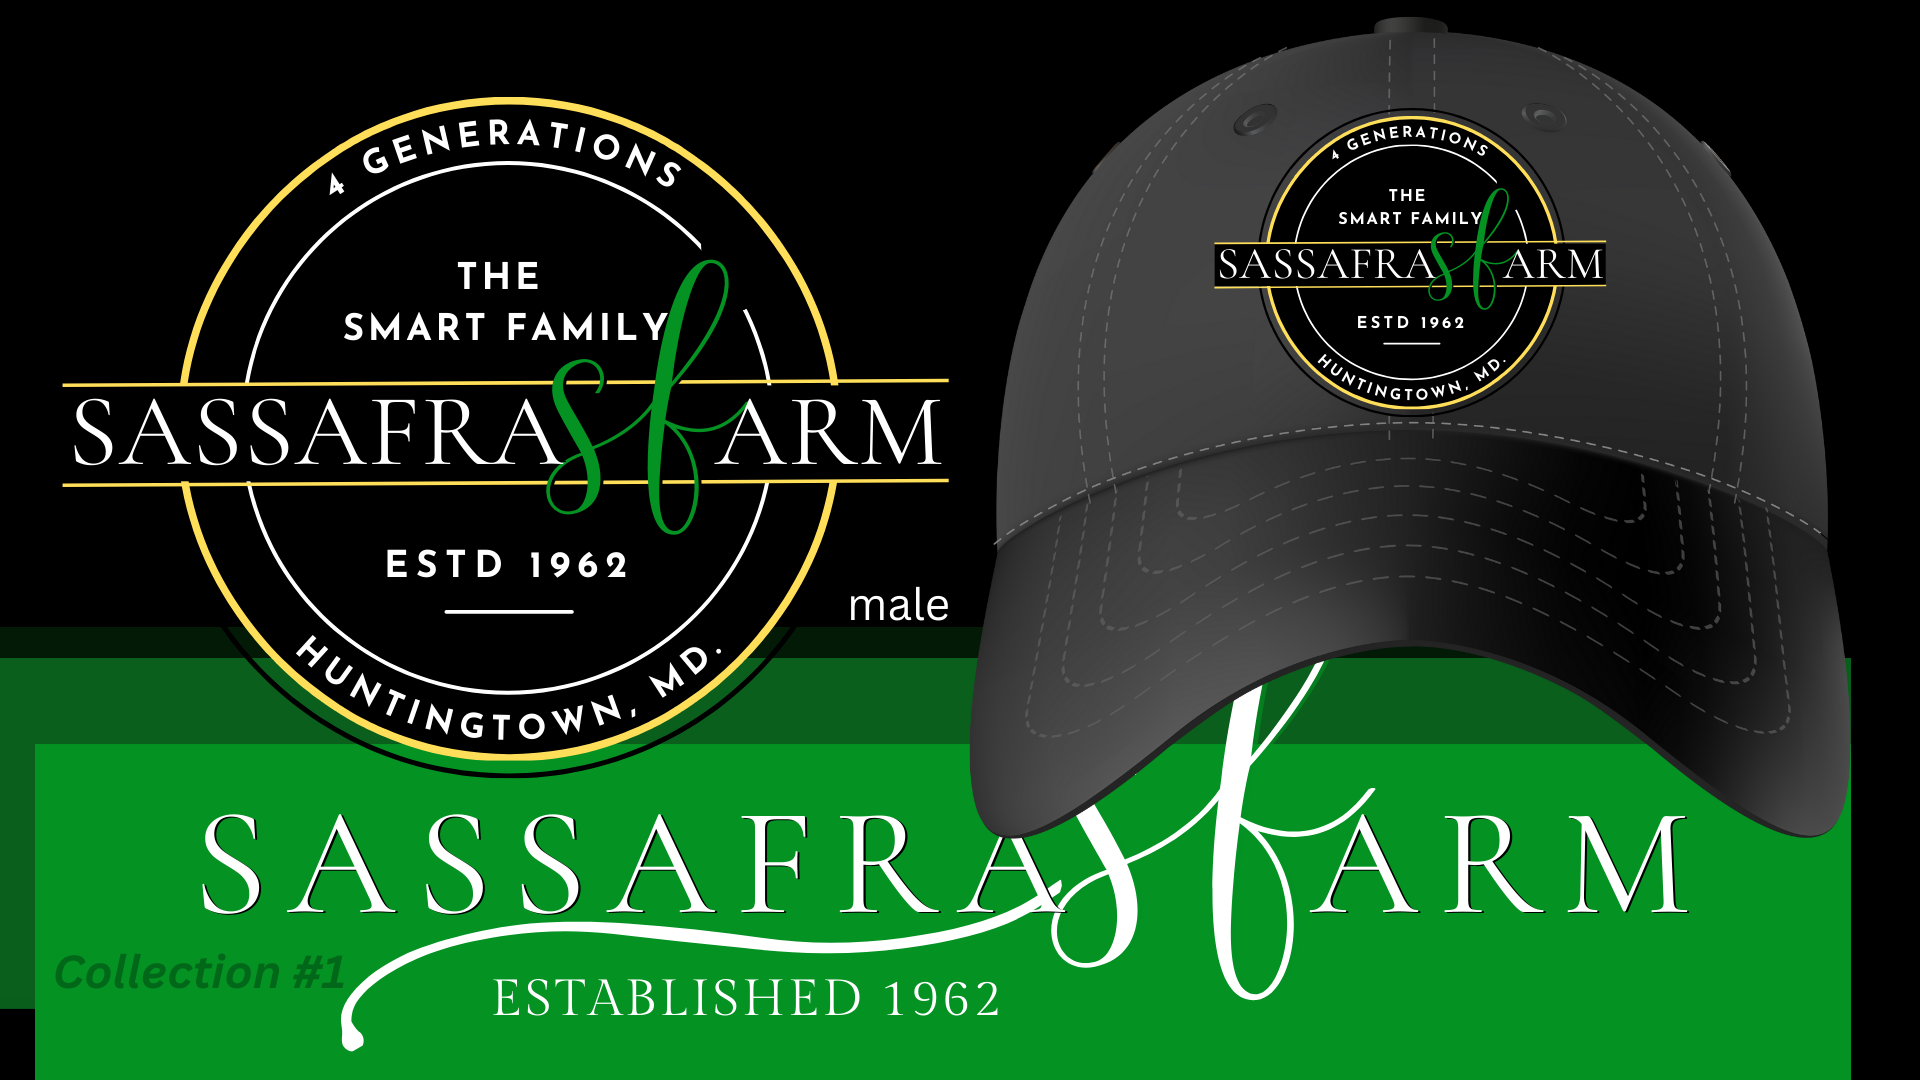 4 GENERATIONS
THE
SMART FAMILY
SASSAFRAsfARM
ESTD 1962
HUNTINGTOWN, MD.
male
4 GENERATIONS
THE
SMART FAMILY
SASSAFRAsfARM
ESTD 1962
HUNTINGTOWN, MD.
SASSAFRAsfARM
Collection #1
ESTABLISHED 1962